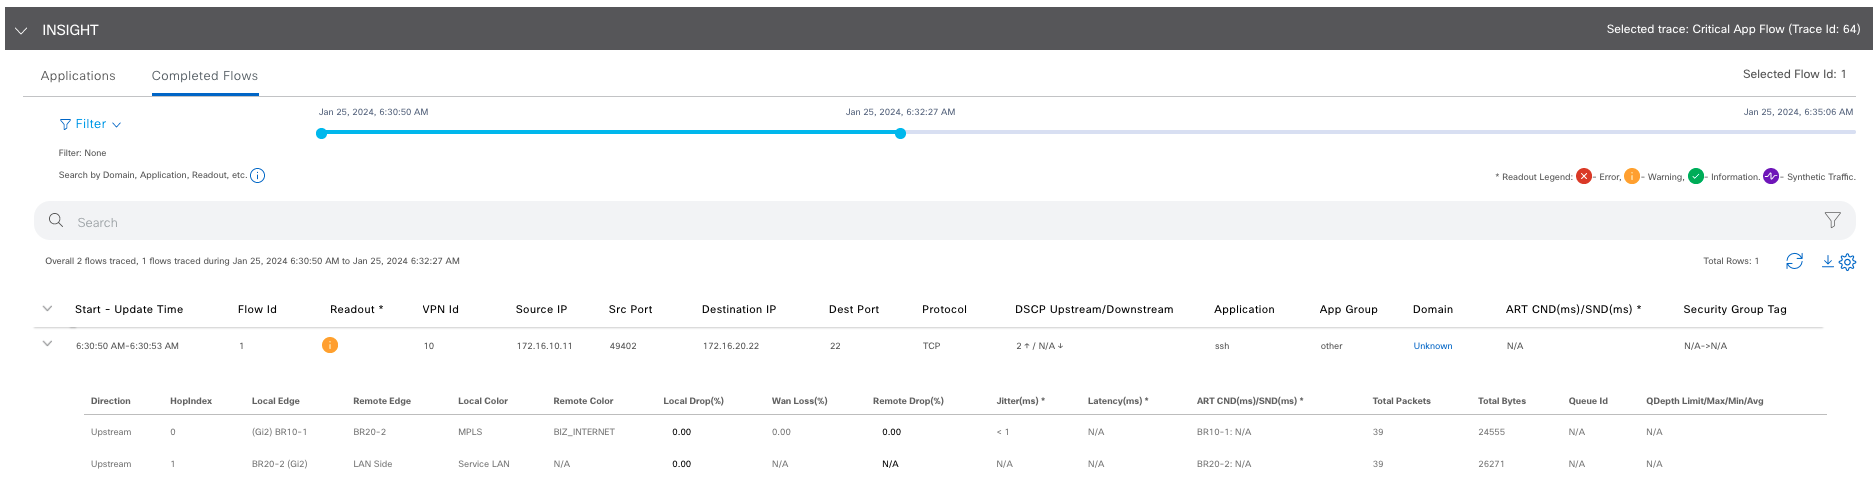 INSIGHT Selected trace: Critical App Flow (Trace Id: 64)
Applications Completed Flows Selected Flow Id: 1
Jan 25, 2024, 6:30:50 AM Jan 25, 2024, 6:32:27 AM Jan 25, 2024, 6:35:06 AM
Filter
Filter: None
Search by Domain, Application, Readout, etc. i
* Readout Legend: - Error, i - Warning, - Information. - Synthetic Traffic.
Search
Overall 2 flows traced, 1 flows traced during Jan 25, 2024 6:30:50 AM to Jan 25, 2024 6:32:27 AM Total Rows: 1
Start - Update Time Flow Id Readout * VPN Id Source IP Src Port Destination IP Dest Port Protocol DSCP Upstream/Downstream Application App Group Domain ART CND(ms)/SND(ms) * Security Group Tag
6:30:50 AM-6:30:53 AM 1 i 10 172.16.10.11 49402 172.16.20.22 22 TCP 2 ↑ / N/A ↓ ssh other Unknown N/A N/A->N/A
Direction HopIndex Local Edge Remote Edge Local Color Remote Color Local Drop(%) Wan Loss(%) Remote Drop(%) Jitter(ms) * Latency(ms) * ART CND(ms)/SND(ms) * Total Packets Total Bytes Queue Id QDepth Limit/Max/Min/Avg
Upstream 0 (Gi2) BR10-1 BR20-2 MPLS BIZ_INTERNET 0.00 0.00 0.00 < 1 N/A BR10-1: N/A 39 24555 N/A N/A
Upstream 1 BR20-2 (Gi2) LAN Side Service LAN N/A 0.00 N/A N/A N/A N/A BR20-2: N/A 39 26271 N/A N/A